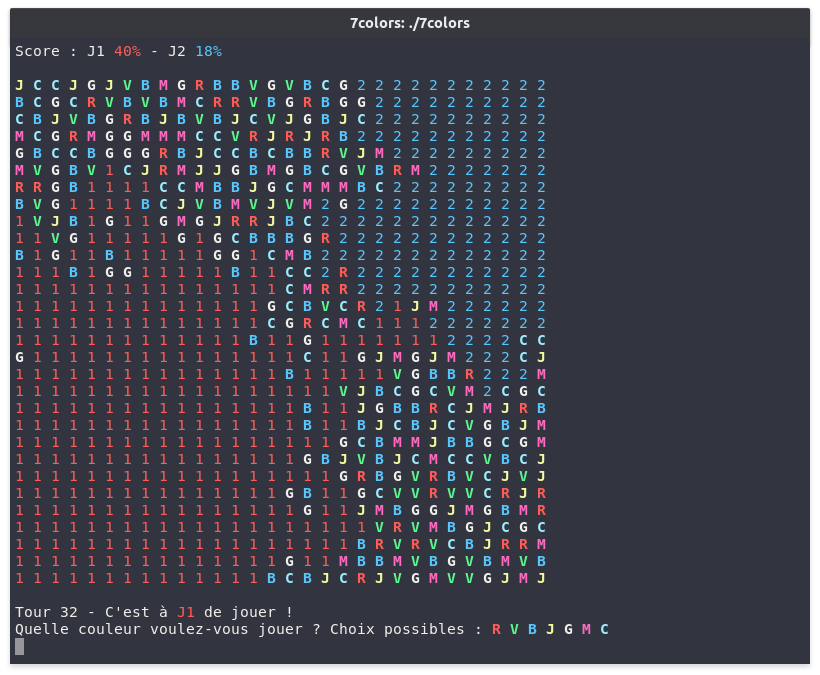 7colors: ./7colors
Score : J1 40% - J2 18%
J C C J G J V B M G R B B V G V B C G 2 2 2 2 2 2 2 2 2 2 2
B C G C R V B V B M C R R V B G R B G G 2 2 2 2 2 2 2 2 2 2
C B J V B G R B J B V B J C V J G B J C 2 2 2 2 2 2 2 2 2 2
M C G R M G G M M M C C V R J R J R B 2 2 2 2 2 2 2 2 2 2 2
G B C C B G G G R B J C C B C B B R V J M 2 2 2 2 2 2 2 2 2
M V G B V 1 C J R M J J G B M G B C G V B R M 2 2 2 2 2 2 2
R R G B 1 1 1 1 C C M B B J G C M M M B C 2 2 2 2 2 2 2 2 2
B V G 1 1 1 1 B C J V B M V J V M 2 G 2 2 2 2 2 2 2 2 2 2 2
1 V J B 1 G 1 1 G M G J R R J B C 2 2 2 2 2 2 2 2 2 2 2 2 2
1 1 V G 1 1 1 1 1 G 1 G C B B B G R 2 2 2 2 2 2 2 2 2 2 2 2
B 1 G 1 1 B 1 1 1 1 1 G G 1 C M B 2 2 2 2 2 2 2 2 2 2 2 2 2
1 1 1 B 1 G G 1 1 1 1 1 B 1 1 C C 2 R 2 2 2 2 2 2 2 2 2 2 2
1 1 1 1 1 1 1 1 1 1 1 1 1 1 1 C M R R 2 2 2 2 2 2 2 2 2 2 2
1 1 1 1 1 1 1 1 1 1 1 1 1 1 G C B V C R 2 1 J M 2 2 2 2 2 2
1 1 1 1 1 1 1 1 1 1 1 1 1 1 C G R C M C 1 1 1 2 2 2 2 2 2 2
1 1 1 1 1 1 1 1 1 1 1 1 1 B 1 1 G 1 1 1 1 1 1 1 2 2 2 2 C C
G 1 1 1 1 1 1 1 1 1 1 1 1 1 1 1 C 1 1 G J M G J M 2 2 2 C J
1 1 1 1 1 1 1 1 1 1 1 1 1 1 1 B 1 1 1 1 1 V G B B R 2 2 2 M
1 1 1 1 1 1 1 1 1 1 1 1 1 1 1 1 1 1 V J B C G C V M 2 C G C
1 1 1 1 1 1 1 1 1 1 1 1 1 1 1 1 B 1 1 J G B B R C J M J R B
1 1 1 1 1 1 1 1 1 1 1 1 1 1 1 1 B 1 1 B J C B J C V G B J M
1 1 1 1 1 1 1 1 1 1 1 1 1 1 1 1 1 1 G C B M M J B B G C G M
1 1 1 1 1 1 1 1 1 1 1 1 1 1 1 1 G B J V B J C M C C V B C J
1 1 1 1 1 1 1 1 1 1 1 1 1 1 1 1 1 1 G R B G V R B V C J V J
1 1 1 1 1 1 1 1 1 1 1 1 1 1 1 G B 1 1 G C V V R V V C R J R
1 1 1 1 1 1 1 1 1 1 1 1 1 1 1 1 G 1 1 J M B G G J M G B M R
1 1 1 1 1 1 1 1 1 1 1 1 1 1 1 1 1 1 1 1 V R V M B G J C G C
1 1 1 1 1 1 1 1 1 1 1 1 1 1 1 1 1 1 1 B R V R V C B J R R M
1 1 1 1 1 1 1 1 1 1 1 1 1 1 1 G 1 1 M B B M V B G V B M V B
1 1 1 1 1 1 1 1 1 1 1 1 1 1 B C B J C R J V G M V V G J M J
Tour 32 - C'est à J1 de jouer !
Quelle couleur voulez-vous jouer ? Choix possibles : R V B J G M C